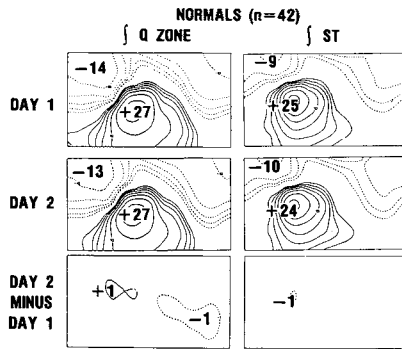 NORMALS (n=42)
∫ Q ZONE ∫ ST
DAY 1
-14
+27
-9
+25
DAY 2
-13
+27
-10
+24
DAY 2
MINUS
DAY 1
+1
-1
-1